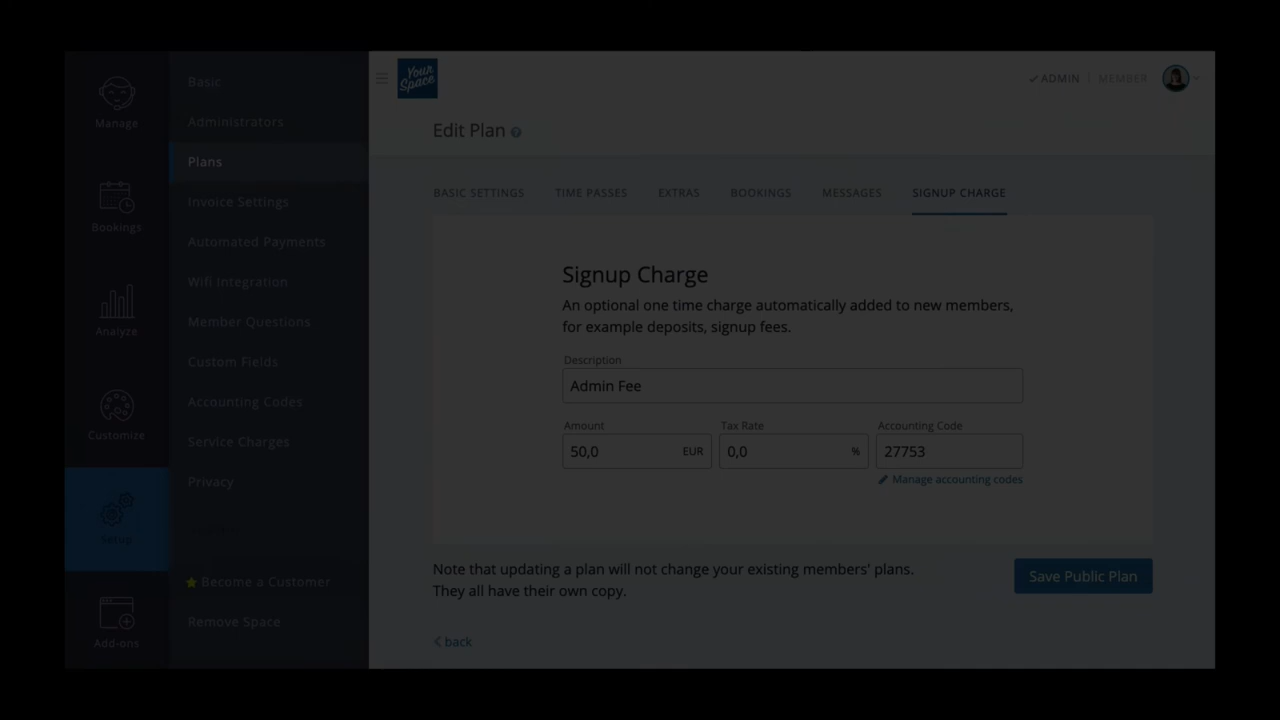 Manage
Bookings
Analyze
Customize
Setup
Add-ons
Basic
Administrators
Plans
Invoice Settings
Automated Payments
Wifi Integration
Member Questions
Custom Fields
Accounting Codes
Service Charges
Privacy
Become a Customer
Remove Space
Your
Space
ADMIN | MEMBER
Edit Plan
BASIC SETTINGS TIME PASSES EXTRAS BOOKINGS MESSAGES SIGNUP CHARGE
Signup Charge
An optional one time charge automatically added to new members,
for example deposits, signup fees.
Description
Admin Fee
Amount Tax Rate Accounting Code
50,0 EUR 0,0 % 27753
Manage accounting codes
Note that updating a plan will not change your existing members' plans.
They all have their own copy.
Save Public Plan
back